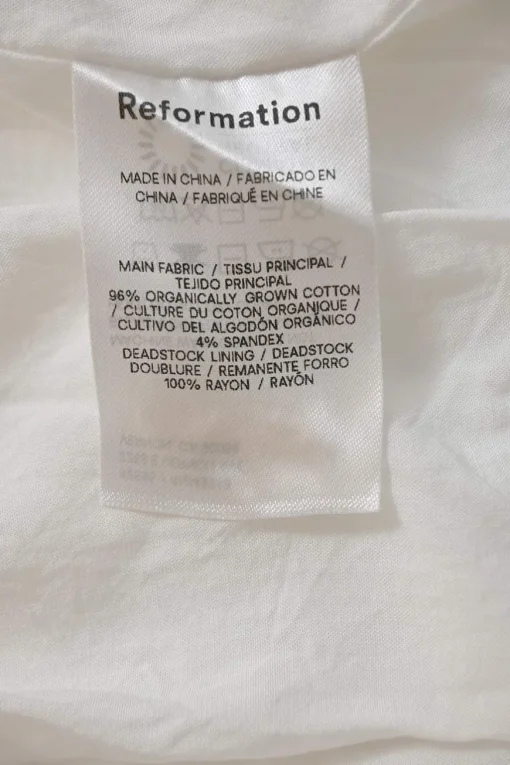 Reformation
MADE IN CHINA / FABRICADO EN
CHINA / FABRIQUÉ EN CHINE
MAIN FABRIC / TISSU PRINCIPAL /
TEJIDO PRINCIPAL
96% ORGANICALLY GROWN COTTON
/ CULTURE DU COTON ORGANIQUE /
CULTIVO DEL ALGODÓN ORGÁNICO
4% SPANDEX
DEADSTOCK LINING / DEADSTOCK
DOUBLURE / REMANENTE FORRO
100% RAYON / RAYÓN